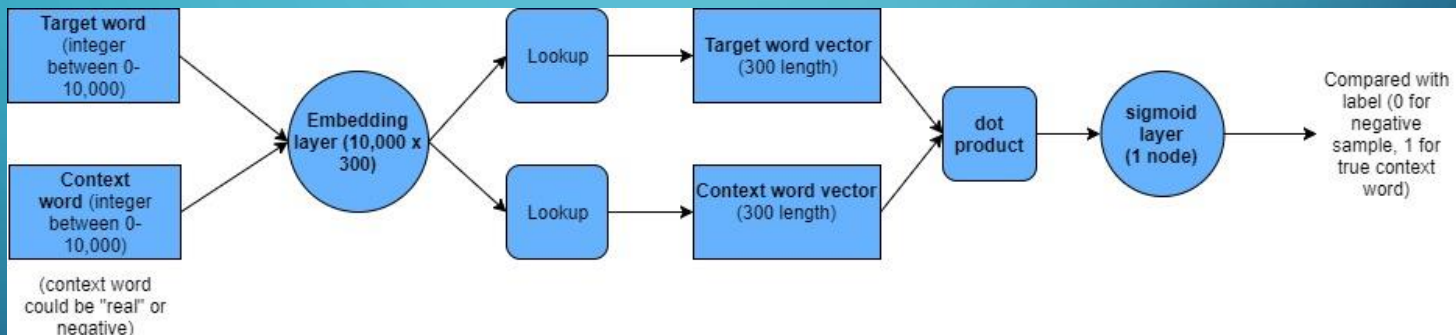 Target word
(integer
between 0-
10,000)
Context
word (integer
between 0-
10,000)
(context word
could be "real" or
negative)
Embedding
layer (10,000 x
300)
Lookup
Lookup
Target word vector
(300 length)
Context word vector
(300 length)
dot
product
sigmoid
layer
(1 node)
Compared with
label (0 for
negative
sample, 1 for
true context
word)